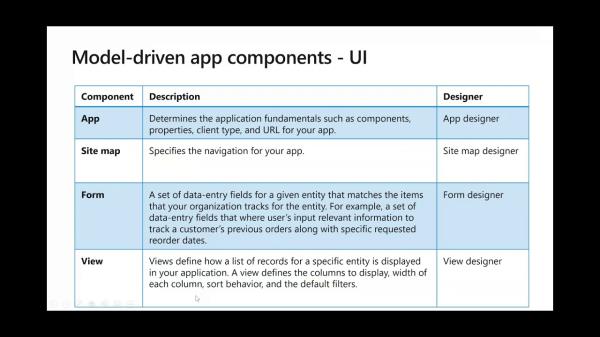 Model-driven app components - UI
Component Description Designer
App Determines the application fundamentals such as components, App designer
properties, client type, and URL for your app.
Site map Specifies the navigation for your app. Site map designer
Form A set of data-entry fields for a given entity that matches the items Form designer
that your organization tracks for the entity. For example, a set of
data-entry fields that where user’s input relevant information to
track a customer’s previous orders along with specific requested
reorder dates.
View Views define how a list of records for a specific entity is displayed View designer
in your application. A view defines the columns to display, width of
each column, sort behavior, and the default filters.